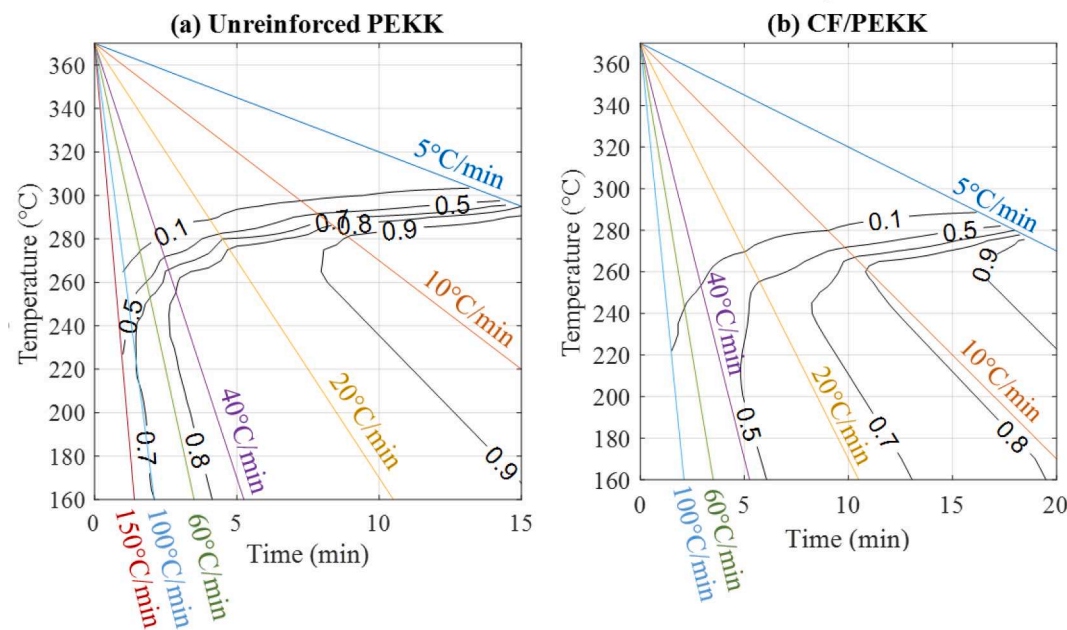 (a) Unreinforced PEKK
Temperature (°C)
360
340
320
300
280
260
240
220
200
180
160
0
5
10
15
Time (min)
5°C/min
10°C/min
20°C/min
40°C/min
60°C/min
100°C/min
150°C/min
0.1
0.5
0.7
0.8
0.9
0.5
0.7
0.8
0.9
(b) CF/PEKK
Temperature (°C)
360
340
320
300
280
260
240
220
200
180
160
0
5
10
15
20
Time (min)
5°C/min
10°C/min
20°C/min
40°C/min
60°C/min
100°C/min
0.1
0.5
0.9
0.5
0.7
0.8